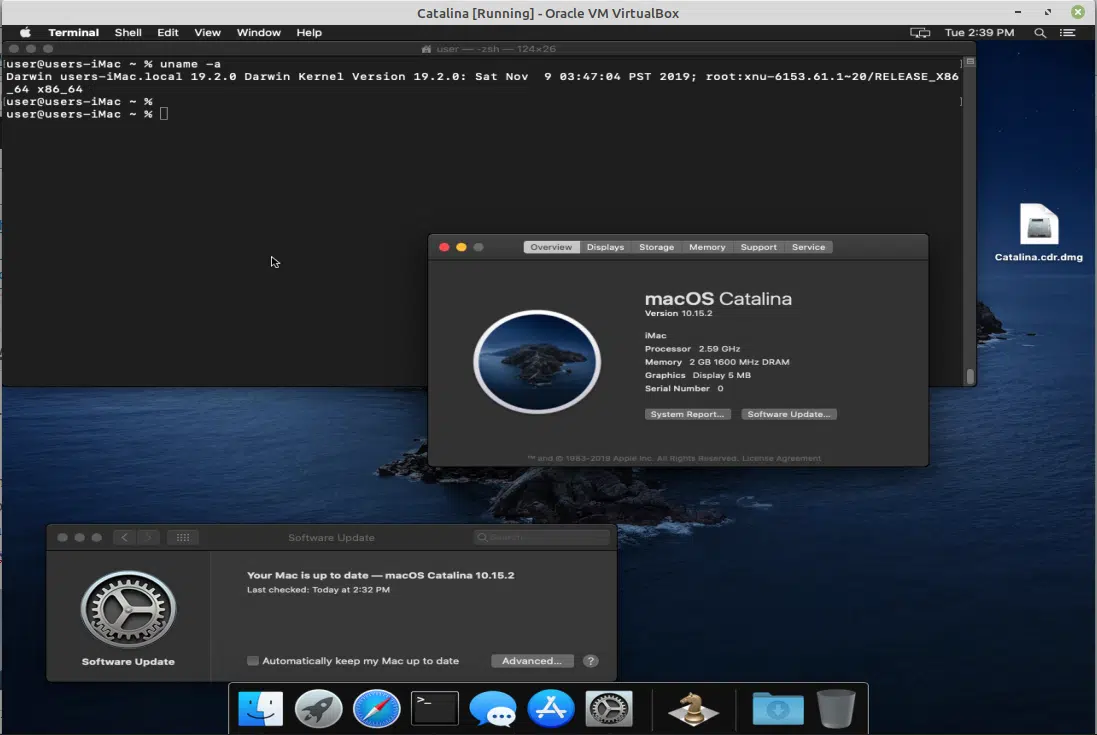 Catalina [Running] - Oracle VM VirtualBox
Terminal Shell Edit View Window Help Tue 2:39 PM
user — -zsh — 124×26
[user@users-iMac ~ % uname -a ]
Darwin users-iMac.local 19.2.0 Darwin Kernel Version 19.2.0: Sat Nov  9 03:47:04 PST 2019; root:xnu-6153.61.1~20/RELEASE_X86
_64 x86_64
[user@users-iMac ~ % ]
user@users-iMac ~ %
Catalina.cdr.dmg
Overview Displays Storage Memory Support Service
macOS Catalina
Version 10.15.2
iMac
Processor 2.59 GHz
Memory 2 GB 1600 MHz DRAM
Graphics Display 5 MB
Serial Number 0
System Report... Software Update...
™ and © 1983-2019 Apple Inc. All Rights Reserved. License Agreement
Software Update Search
Your Mac is up to date — macOS Catalina 10.15.2
Last checked: Today at 2:32 PM
Software Update
Automatically keep my Mac up to date Advanced... ?
>_